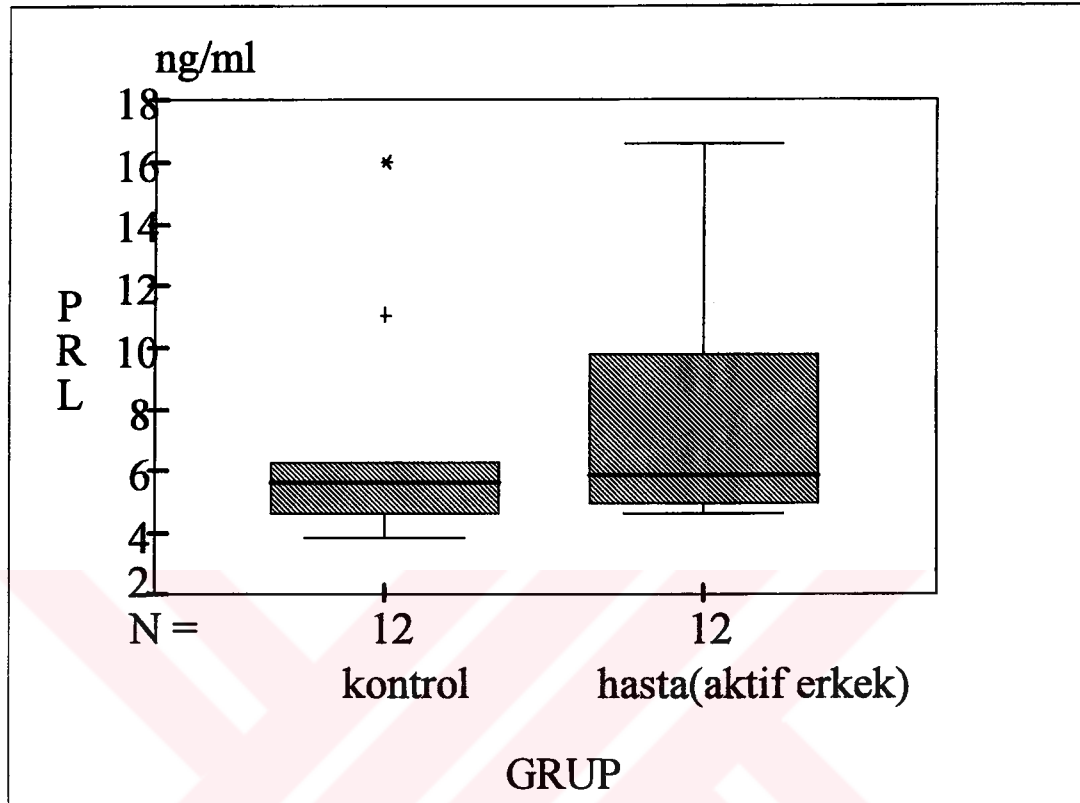 ng/ml
18
16
14
12
10
8
6
4
2
P
R
L
N = 12 12
kontrol hasta(aktif erkek)
GRUP